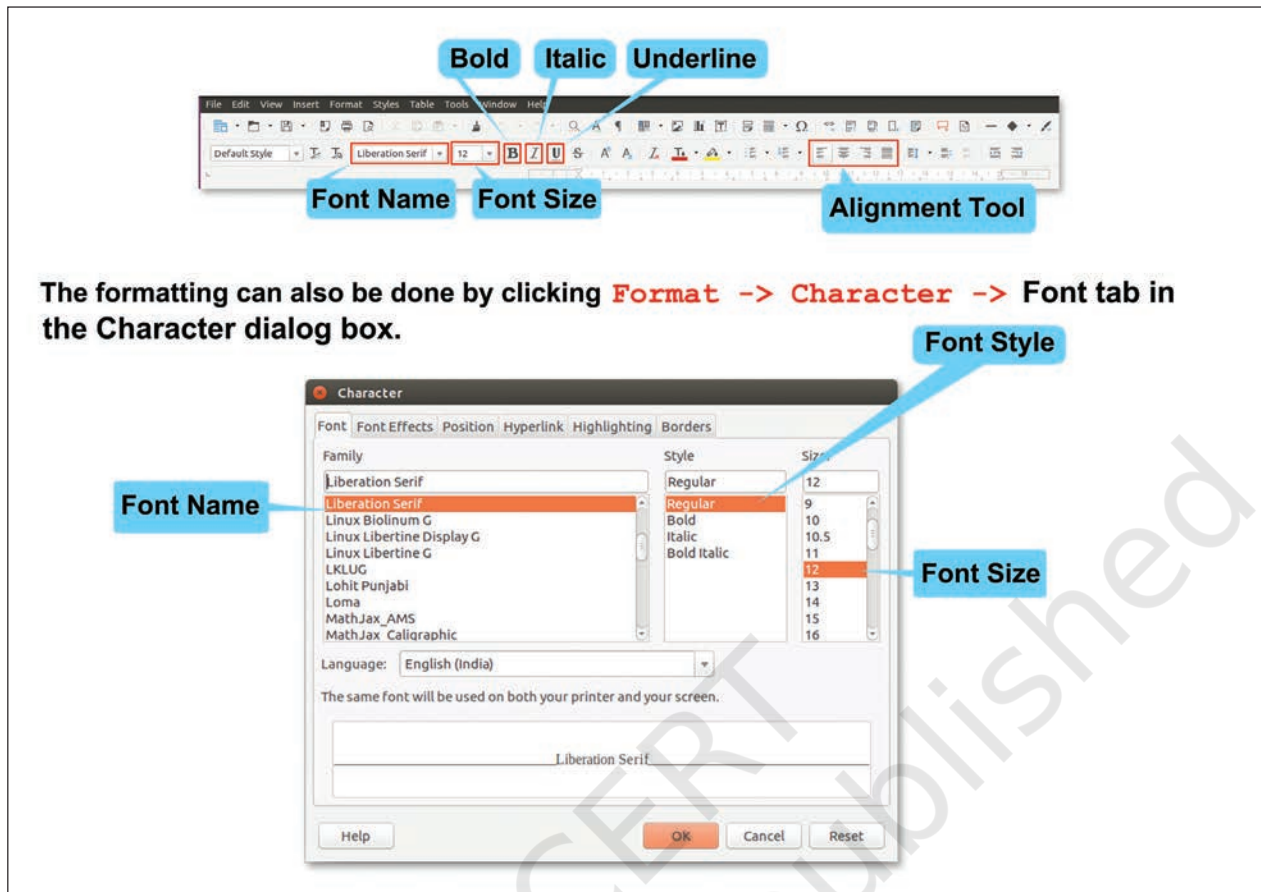 Bold Italic Underline
File Edit View Insert Format Styles Table Tools Window Help
Default Style Liberation Serif 12 B I U S
Font Name Font Size Alignment Tool
The formatting can also be done by clicking Format -> Character -> Font tab in
the Character dialog box.
Font Style
Character
Font Font Effects Position Hyperlink Highlighting Borders
Family Style Size:
Liberation Serif Regular 12
Liberation Serif Regular 9
Linux Biolinum G Bold 10
Linux Libertine Display G Italic 10.5
Linux Libertine G Bold Italic 11
LKLUG 12
Lohit Punjabi 13
Loma 14
MathJax_AMS 15
MathJax_Caligraphic 16
Font Name
Font Size
Language: English (India)
The same font will be used on both your printer and your screen.
Liberation Serif
Help OK Cancel Reset